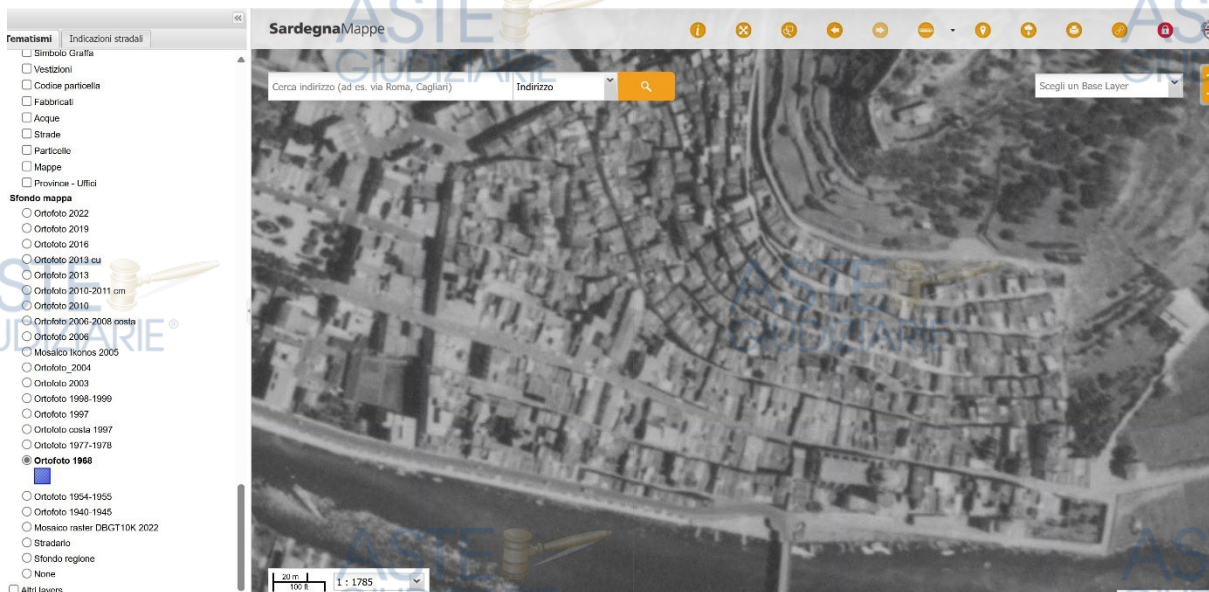 Tematismi
Indicazioni stradali
Simbolo Graffa
Vestizioni
Codice particella
Fabbricati
Acque
Strade
Particelle
Mappe
Province - Uffici
Sfondo mappa
Ortofoto 2022
Ortofoto 2019
Ortofoto 2016
Ortofoto 2013 cu
Ortofoto 2013
Ortofoto 2010-2011 cm
Ortofoto 2010
Ortofoto 2006-2008 costa
Ortofoto 2006
Mosaico Ikonos 2005
Ortofoto_2004
Ortofoto 2003
Ortofoto 1998-1999
Ortofoto 1997
Ortofoto costa 1997
Ortofoto 1977-1978
Ortofoto 1968
Ortofoto 1954-1955
Ortofoto 1940-1945
Mosaico raster DBGT10K 2022
Stradario
Sfondo regione
None
Altri layers
SardegnaMappe
Cerca indirizzo (ad es. via Roma, Cagliari)
Indirizzo
Scegli un Base Layer
20 m
100 ft
1 : 1785
ASTE
GIUDIZIARIE
ASTE
GIUDIZIARIE®
ASTE
GIUDIZIARIE
ASTE